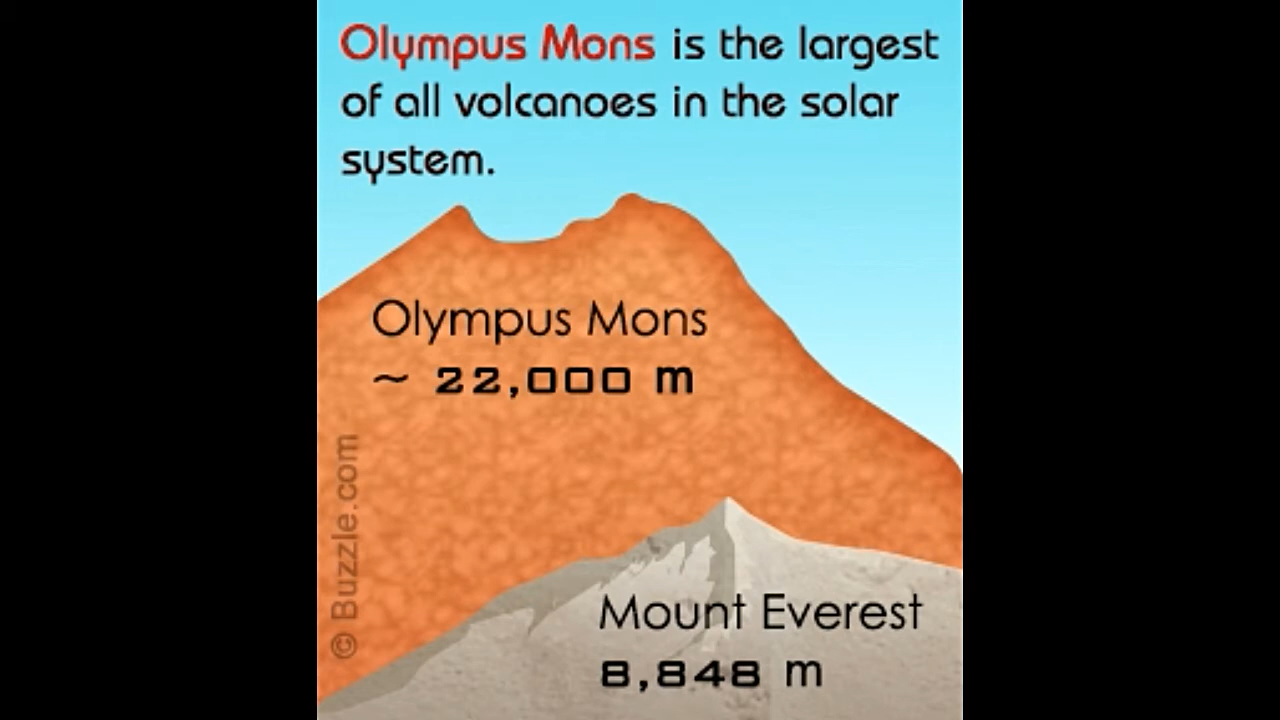 Olympus Mons is the largest
of all volcanoes in the solar
system.
Olympus Mons
~ 22,000 m
© Buzzle.com
Mount Everest
8,848 m